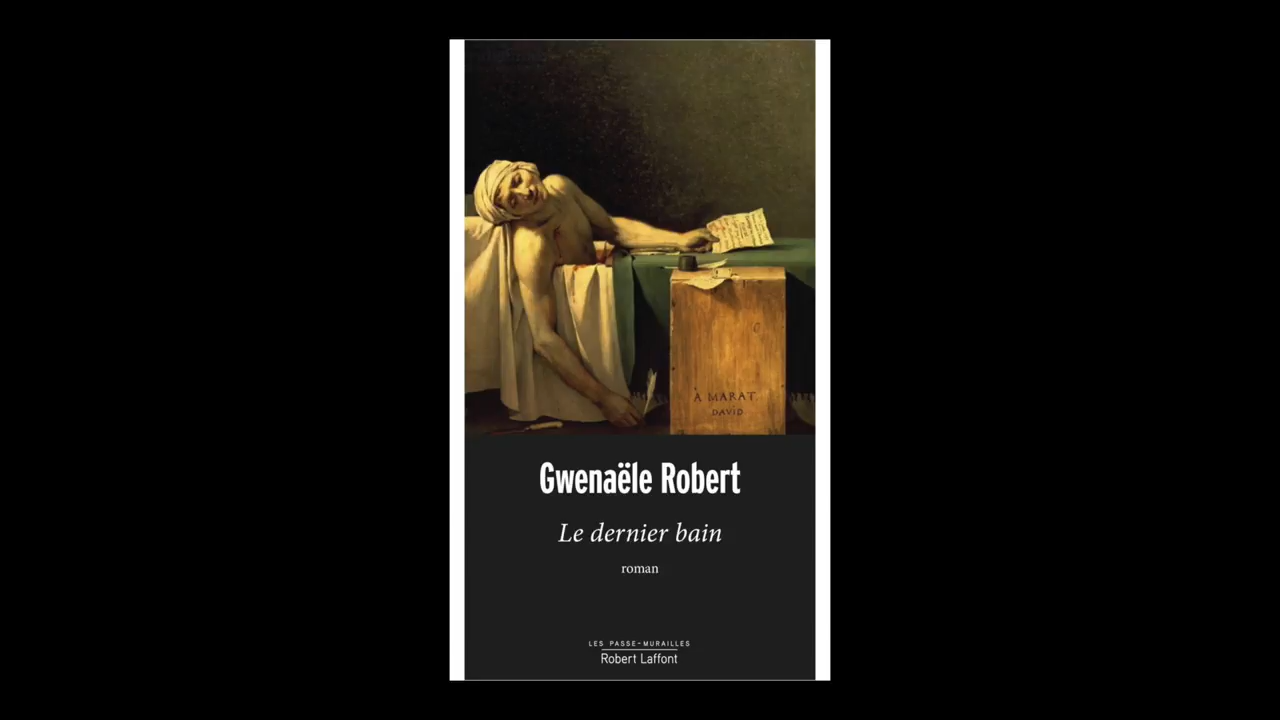 À MARAT
DAVID
Gwenaële Robert
Le dernier bain
roman
LES PASSE-MURAILLES
Robert Laffont